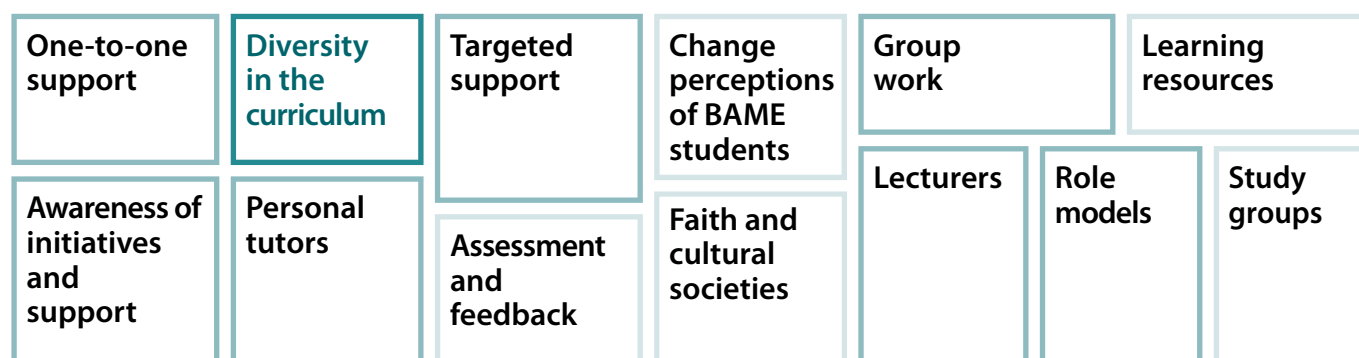 One-to-one
support
Diversity
in the
curriculum
Targeted
support
Change
perceptions
of BAME
students
Group
work
Learning
resources
Awareness of
initiatives
and
support
Personal
tutors
Assessment
and
feedback
Faith and
cultural
societies
Lecturers
Role
models
Study
groups